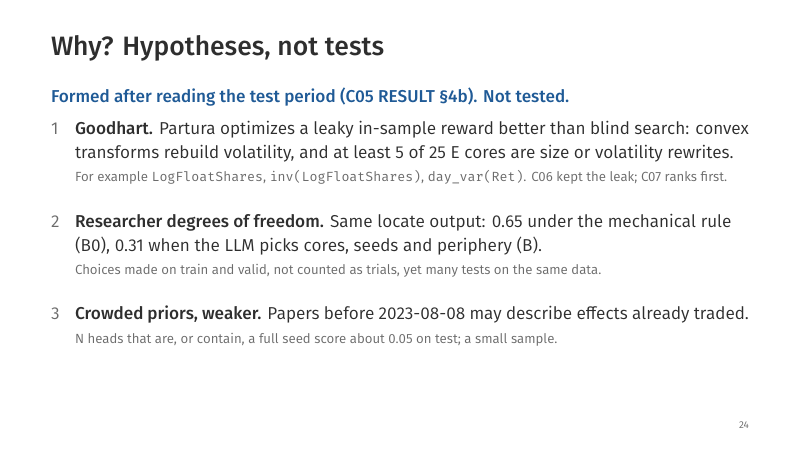 Why? Hypotheses, not tests
Formed after reading the test period (C05 RESULT §4b). Not tested.
1 Goodhart. Partura optimizes a leaky in-sample reward better than blind search: convex
transforms rebuild volatility, and at least 5 of 25 E cores are size or volatility rewrites.
For example LogFloatShares, inv(LogFloatShares), day_var(Ret). C06 kept the leak; C07 ranks first.
2 Researcher degrees of freedom. Same locate output: 0.65 under the mechanical rule
(B0), 0.31 when the LLM picks cores, seeds and periphery (B).
Choices made on train and valid, not counted as trials, yet many tests on the same data.
3 Crowded priors, weaker. Papers before 2023-08-08 may describe effects already traded.
N heads that are, or contain, a full seed score about 0.05 on test; a small sample.
24